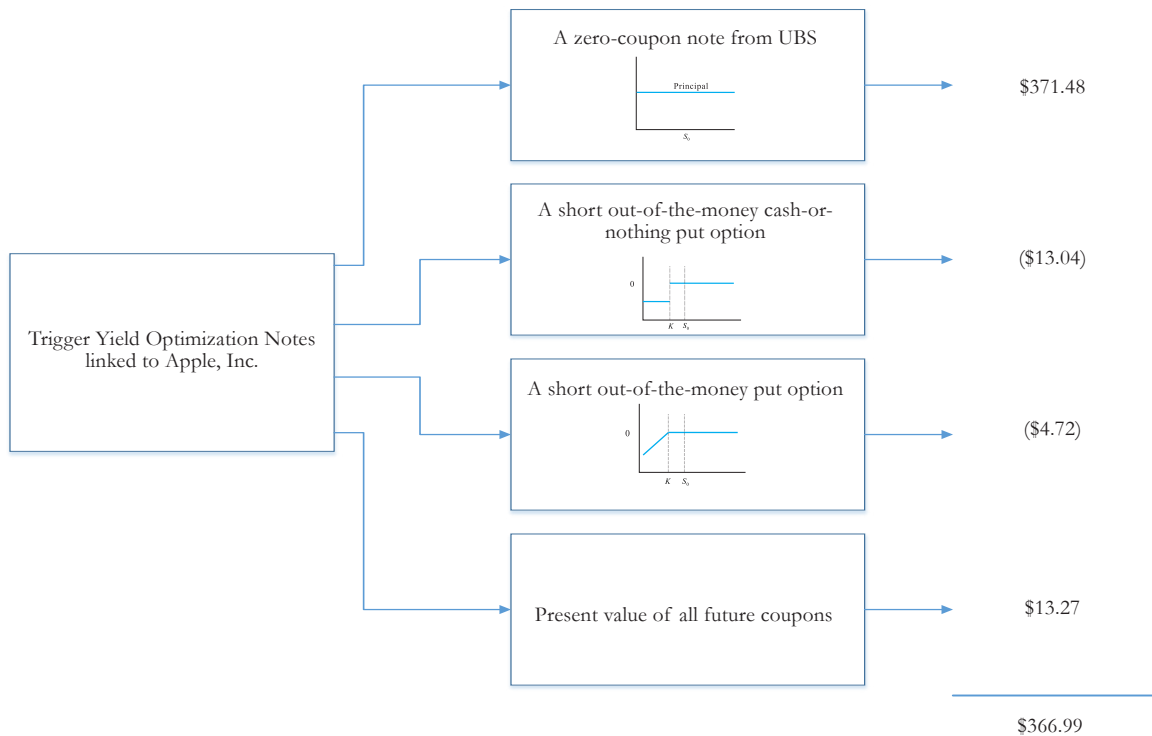 A zero-coupon note from UBS
Principal
S0
$371.48
A short out-of-the-money cash-or-
nothing put option
0
K S0
($13.04)
Trigger Yield Optimization Notes
linked to Apple, Inc.
A short out-of-the-money put option
0
K S0
($4.72)
Present value of all future coupons
$13.27
$366.99